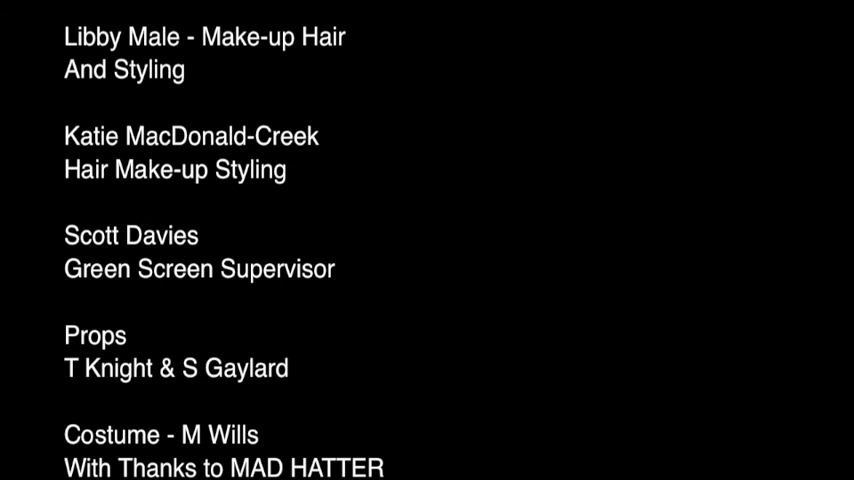 Libby Male - Make-up Hair
And Styling
Katie MacDonald-Creek
Hair Make-up Styling
Scott Davies
Green Screen Supervisor
Props
T Knight & S Gaylard
Costume - M Wills
With Thanks to MAD HATTER